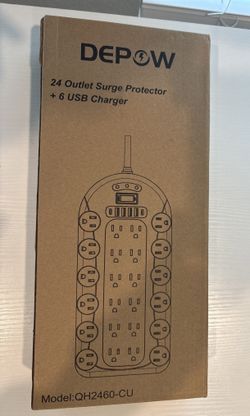 DEPOW
24 Outlet Surge Protector
+ 6 USB Charger
Model:QH2460-CU